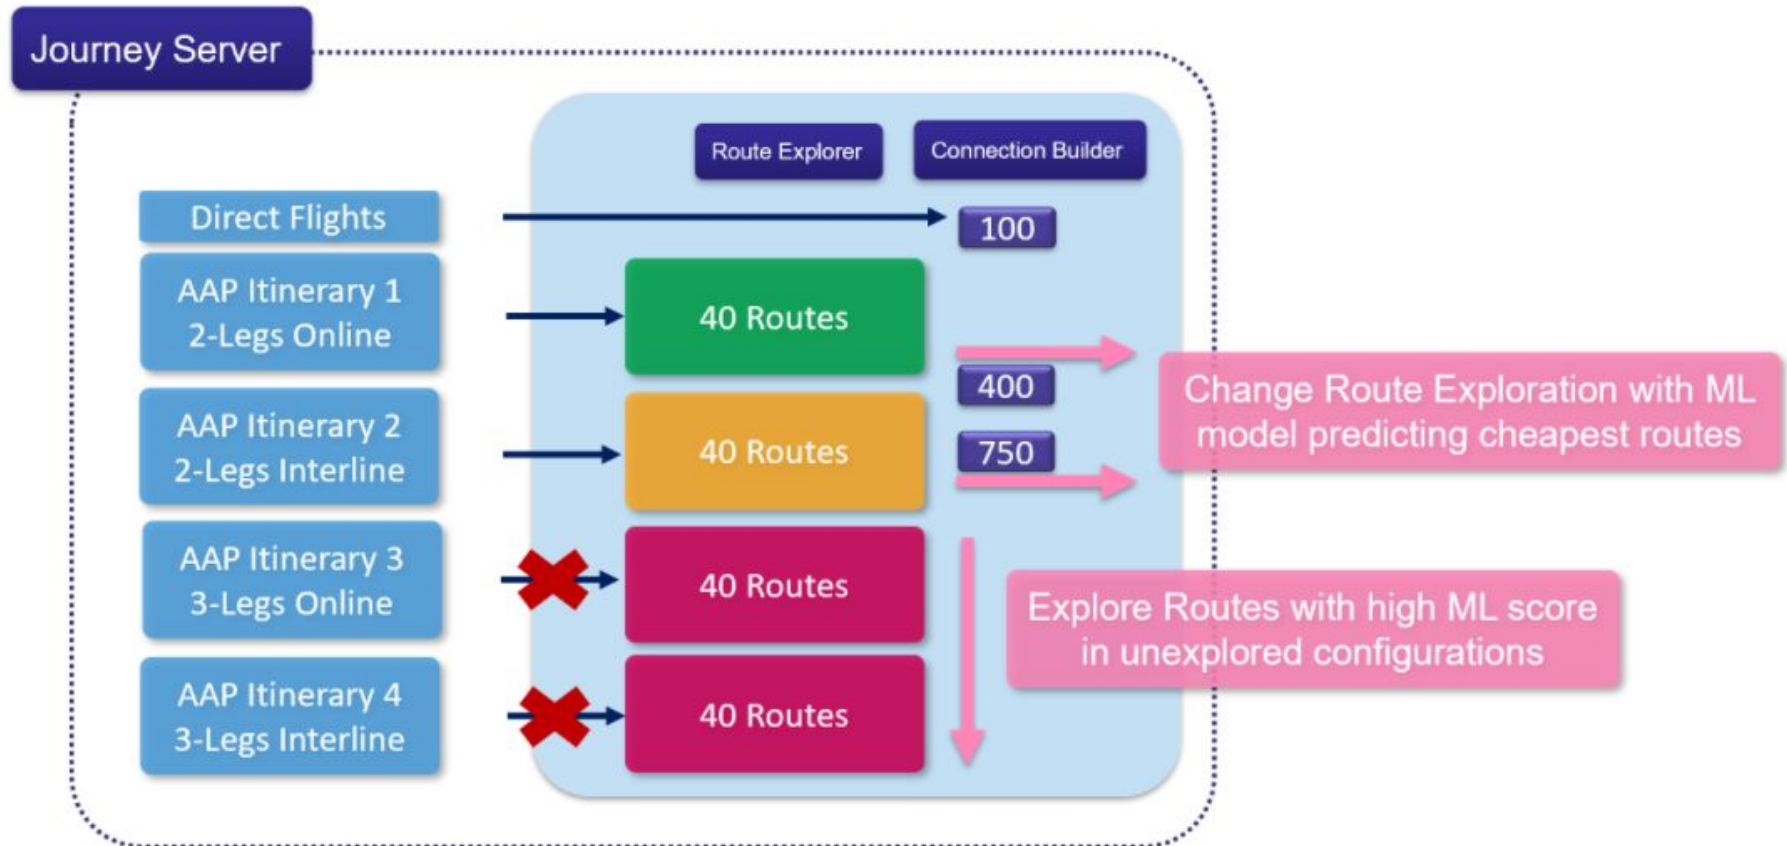 Journey Server
Route Explorer
Connection Builder
Direct Flights
100
AAP Itinerary 1
2-Legs Online
40 Routes
400
Change Route Exploration with ML
model predicting cheapest routes
AAP Itinerary 2
2-Legs Interline
40 Routes
750
AAP Itinerary 3
3-Legs Online
40 Routes
Explore Routes with high ML score
in unexplored configurations
AAP Itinerary 4
3-Legs Interline
40 Routes